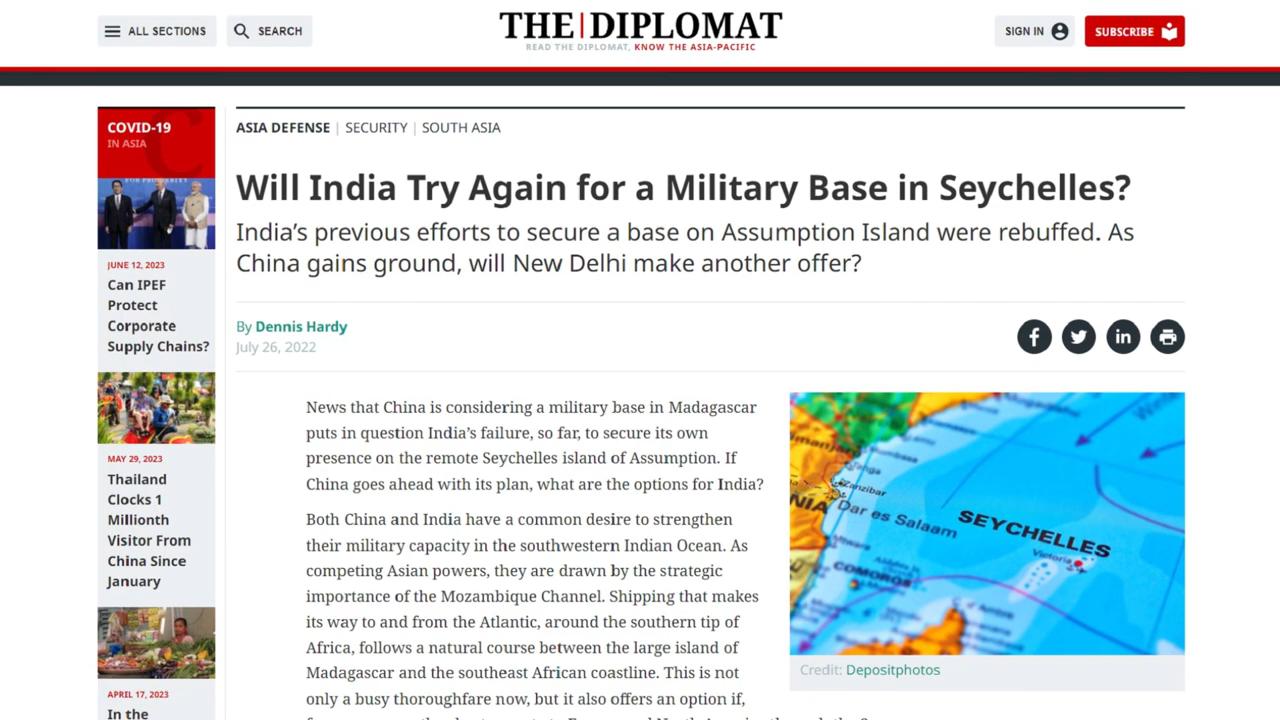 ALL SECTIONS
SEARCH
THE|DIPLOMAT
READ THE DIPLOMAT, KNOW THE ASIA-PACIFIC
SIGN IN
SUBSCRIBE
COVID-19
IN ASIA
JUNE 12, 2023
Can IPEF
Protect
Corporate
Supply Chains?
MAY 29, 2023
Thailand
Clocks 1
Millionth
Visitor From
China Since
January
APRIL 17, 2023
In the
ASIA DEFENSE | SECURITY | SOUTH ASIA
Will India Try Again for a Military Base in Seychelles?
India's previous efforts to secure a base on Assumption Island were rebuffed. As
China gains ground, will New Delhi make another offer?
By Dennis Hardy
July 26, 2022
News that China is considering a military base in Madagascar
puts in question India's failure, so far, to secure its own
presence on the remote Seychelles island of Assumption. If
China goes ahead with its plan, what are the options for India?
Both China and India have a common desire to strengthen
their military capacity in the southwestern Indian Ocean. As
competing Asian powers, they are drawn by the strategic
importance of the Mozambique Channel. Shipping that makes
its way to and from the Atlantic, around the southern tip of
Africa, follows a natural course between the large island of
Madagascar and the southeast African coastline. This is not
only a busy thoroughfare now, but it also offers an option if,
Tanga
Zanzibar
NIA
Dar es Salaam
SEYCHELLES
Victoria
COMOROS
Credit: Depositphotos